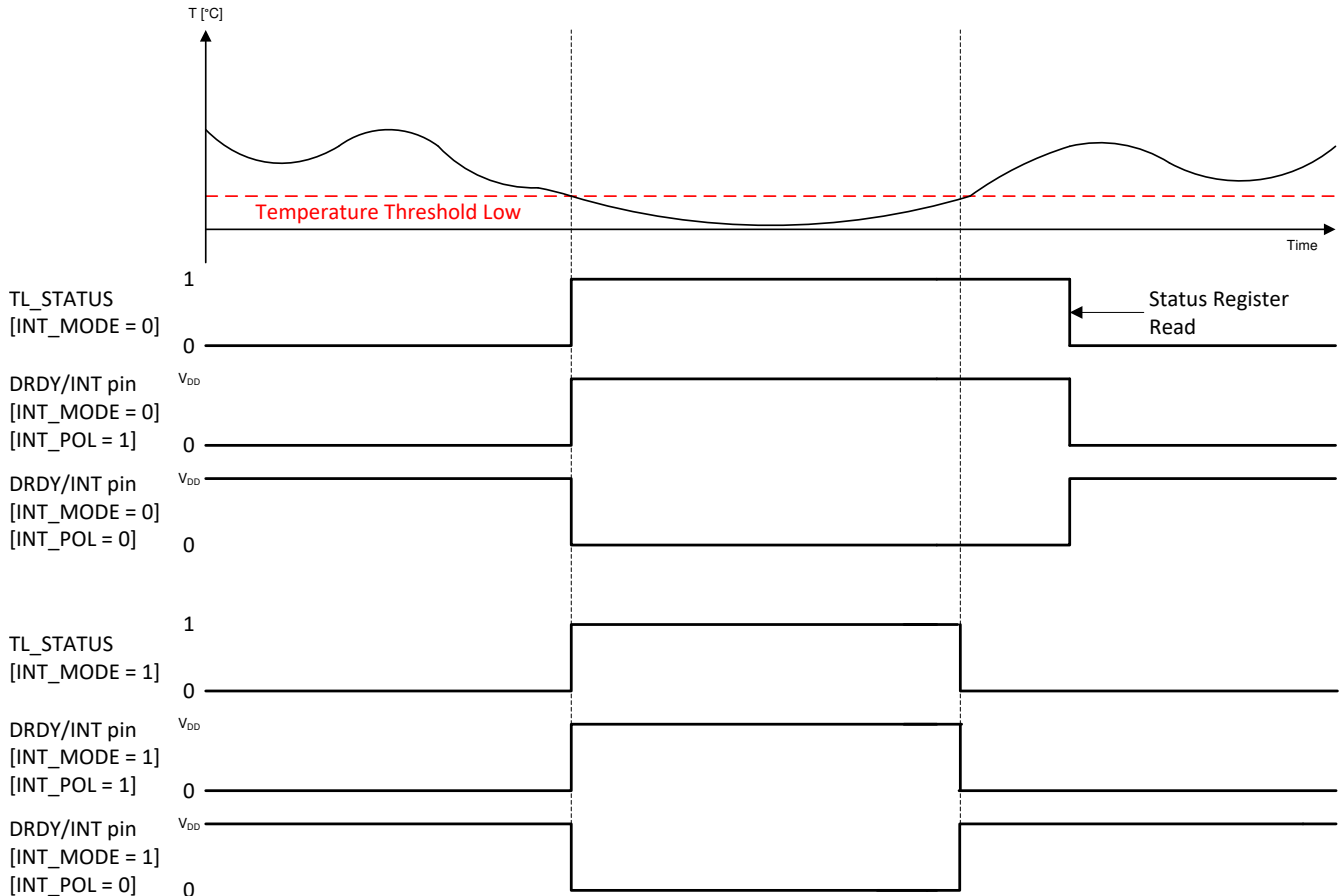 T [°C]
Temperature Threshold Low
Time
1
TL_STATUS
[INT_MODE = 0]
0
Status Register
Read
DRDY/INT pin
[INT_MODE = 0]
[INT_POL = 1]
VDD
0
DRDY/INT pin
[INT_MODE = 0]
[INT_POL = 0]
VDD
0
1
TL_STATUS
[INT_MODE = 1]
0
DRDY/INT pin
[INT_MODE = 1]
[INT_POL = 1]
VDD
0
DRDY/INT pin
[INT_MODE = 1]
[INT_POL = 0]
VDD
0